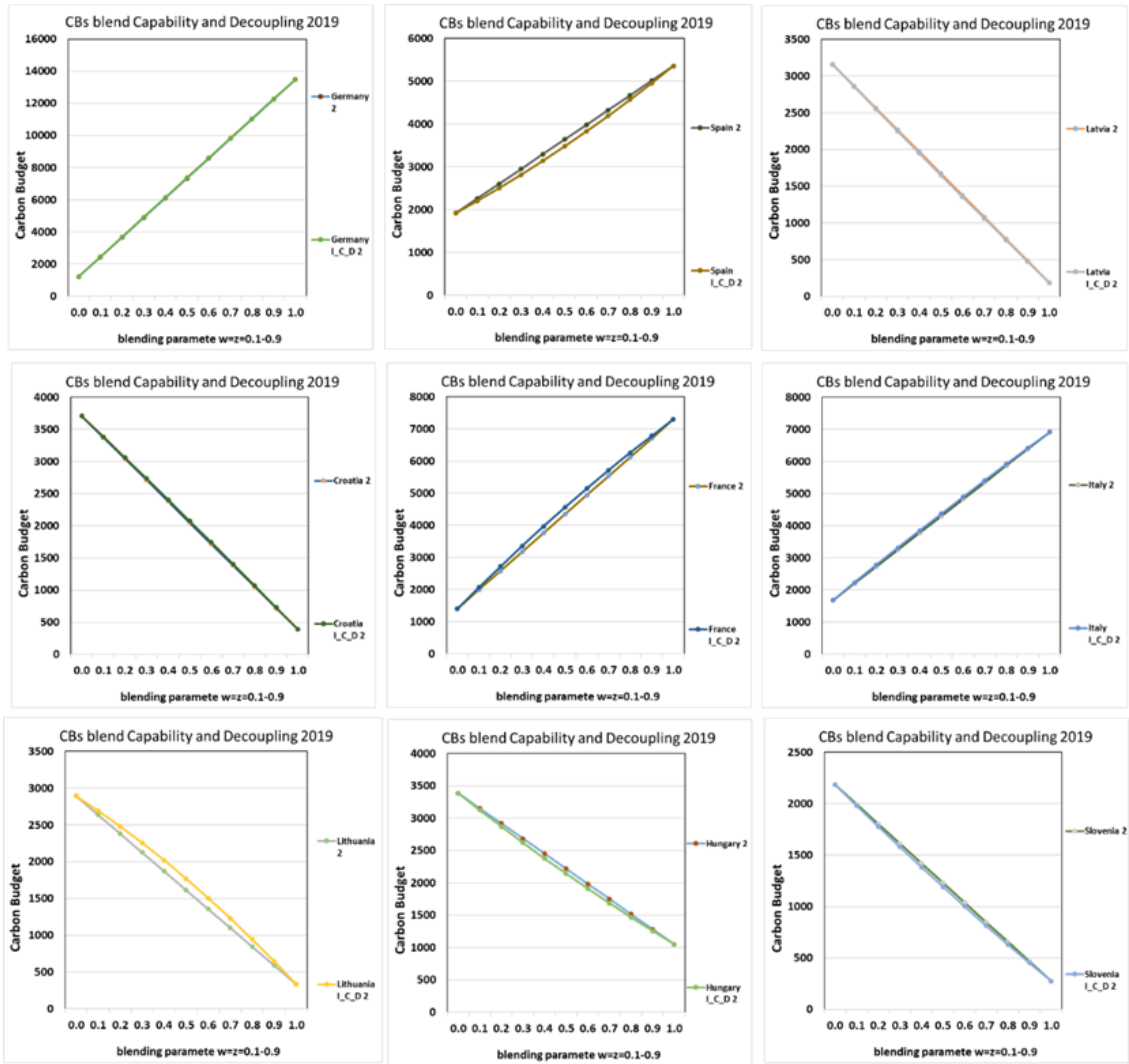 CBs blend Capability and Decoupling 2019
16000
14000
12000
10000
8000
6000
4000
2000
0
Carbon Budget
0.0 0.1 0.2 0.3 0.4 0.5 0.6 0.7 0.8 0.9 1.0
blending paramete w=z=0.1-0.9
Germany
2
Germany
I_C_D 2
CBs blend Capability and Decoupling 2019
6000
5000
4000
3000
2000
1000
0
Carbon Budget
0.0 0.1 0.2 0.3 0.4 0.5 0.6 0.7 0.8 0.9 1.0
blending paramete w=z=0.1-0.9
Spain 2
Spain
I_C_D 2
CBs blend Capability and Decoupling 2019
3500
3000
2500
2000
1500
1000
500
0
Carbon Budget
0.0 0.1 0.2 0.3 0.4 0.5 0.6 0.7 0.8 0.9 1.0
blending paramete w=z=0.1-0.9
Latvia 2
Latvia
I_C_D 2
CBs blend Capability and Decoupling 2019
4000
3500
3000
2500
2000
1500
1000
500
0
Carbon Budget
0.0 0.1 0.2 0.3 0.4 0.5 0.6 0.7 0.8 0.9 1.0
blending paramete w=z=0.1-0.9
Croatia 2
Croatia
I_C_D 2
CBs blend Capability and Decoupling 2019
8000
7000
6000
5000
4000
3000
2000
1000
0
Carbon Budget
0.0 0.1 0.2 0.3 0.4 0.5 0.6 0.7 0.8 0.9 1.0
blending paramete w=z=0.1-0.9
France 2
France
I_C_D 2
CBs blend Capability and Decoupling 2019
8000
7000
6000
5000
4000
3000
2000
1000
0
Carbon Budget
0.0 0.1 0.2 0.3 0.4 0.5 0.6 0.7 0.8 0.9 1.0
blending paramete w=z=0.1-0.9
Italy 2
Italy
I_C_D 2
CBs blend Capability and Decoupling 2019
3500
3000
2500
2000
1500
1000
500
0
Carbon Budget
0.0 0.1 0.2 0.3 0.4 0.5 0.6 0.7 0.8 0.9 1.0
blending paramete w=z=0.1-0.9
Lithuania
2
Lithuania
I_C_D 2
CBs blend Capability and Decoupling 2019
4000
3500
3000
2500
2000
1500
1000
500
0
Carbon Budget
0.0 0.1 0.2 0.3 0.4 0.5 0.6 0.7 0.8 0.9 1.0
blending paramete w=z=0.1-0.9
Hungary 2
Hungary
I_C_D 2
CBs blend Capability and Decoupling 2019
2500
2000
1500
1000
500
0
Carbon Budget
0.0 0.1 0.2 0.3 0.4 0.5 0.6 0.7 0.8 0.9 1.0
blending paramete w=z=0.1-0.9
Slovenia 2
Slovenia
I_C_D 2